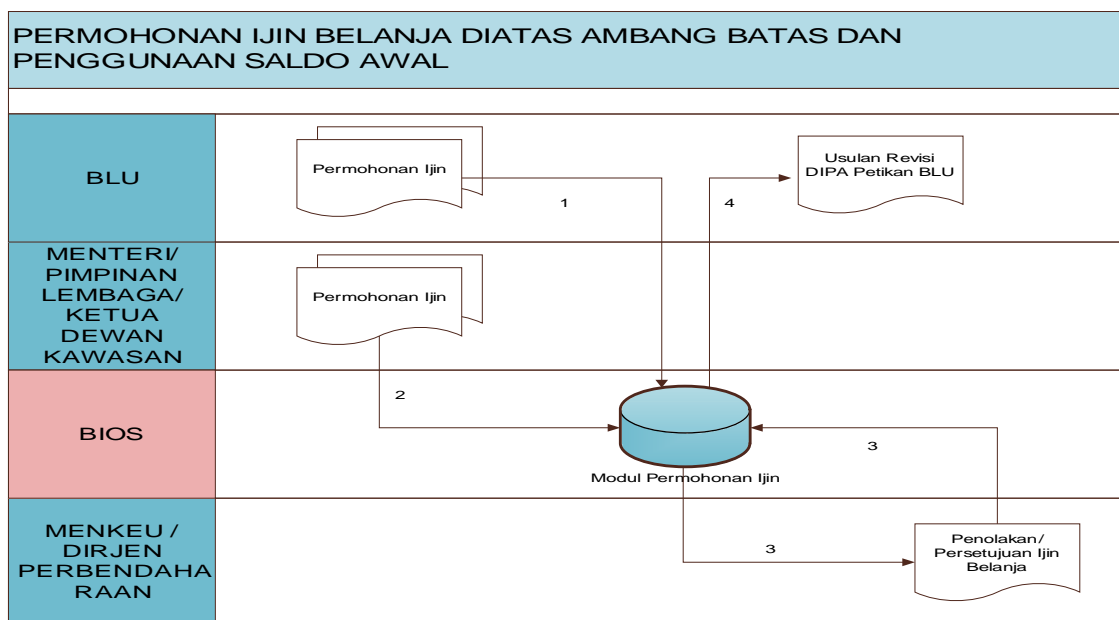 PERMOHONAN IJIN BELANJA DIATAS AMBANG BATAS DAN
PENGGUNAAN SALDO AWAL
BLU
Permohonan Ijin
1
4
Usulan Revisi
DIPA Petikan BLU
MENTERI/
PIMPINAN
LEMBAGA/
KETUA
DEWAN
KAWASAN
Permohonan Ijin
2
BIOS
3
Modul Permohonan Ijin
MENKEU /
DIRJEN
PERBENDAHA
RAAN
3
Penolakan/
Persetujuan Ijin
Belanja